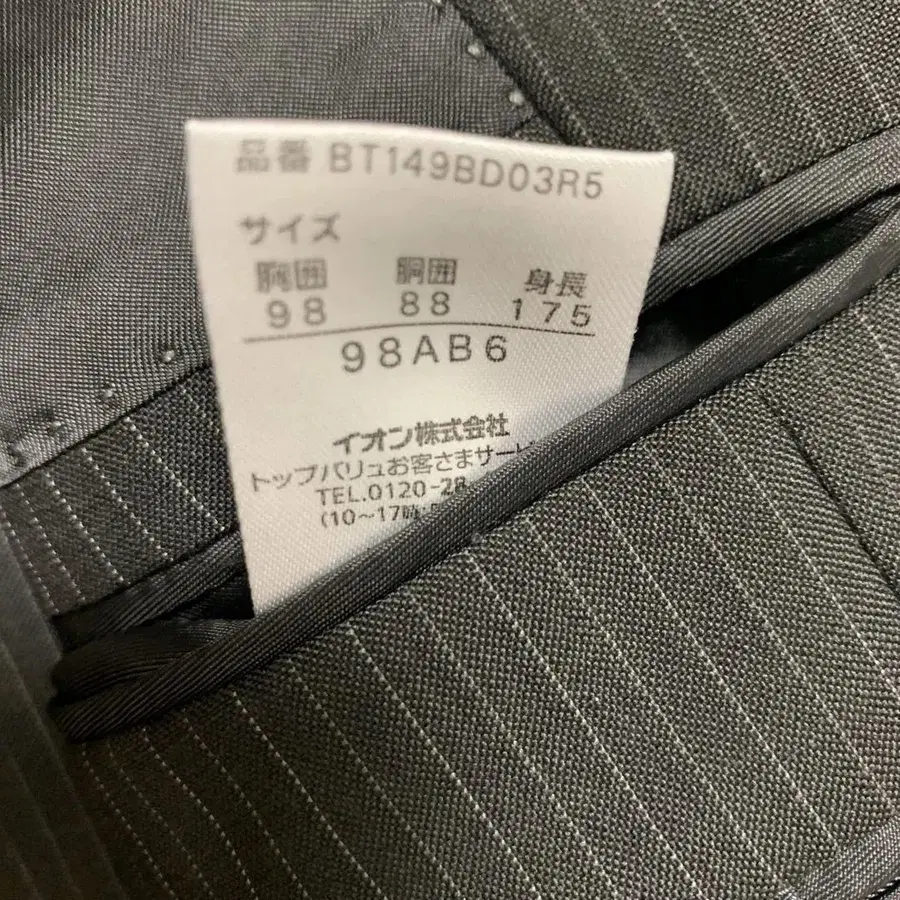 品番 BT149BD03R5
サイズ
胸囲 胴囲 身長
98 88 175
98AB6
イオン株式会社
トップバリュお客さまサービ
TEL.0120-28
(10〜17時